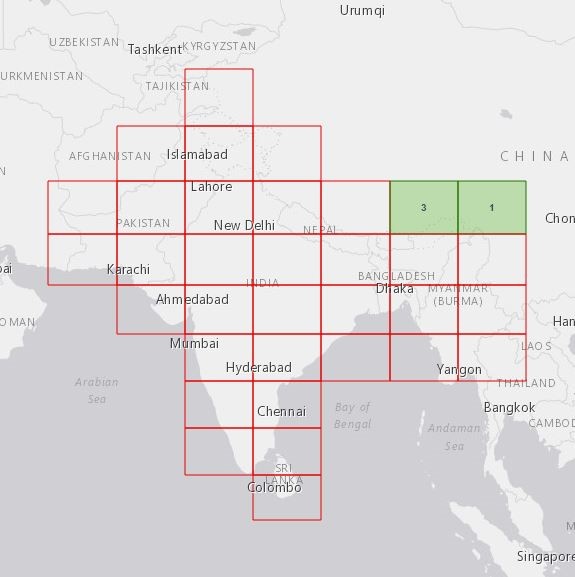 Urumqi
UZBEKISTAN
Tashkent
KYRGYZSTAN
URKMENISTAN
TAJIKISTAN
AFGHANISTAN
Islamabad
CHINA
Lahore
3
1
PAKISTAN
New Delhi
NEPAL
Chon
bai
Karachi
INDIA
BANGLADESH
Dhaka
MYANMAR
(BURMA)
Ahmedabad
OMAN
Han
Mumbai
LAOS
Hyderabad
Yangon
Arabian
Sea
THAILAND
Chennai
Bay of
Bengal
Bangkok
CAMBOD
Andaman
Sea
SRI
LANKA
Colombo
M
Singapore